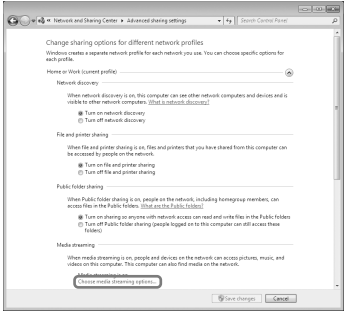 « Network and Sharing Center ▸ Advanced sharing settings
Search Control Panel
Change sharing options for different network profiles
Windows creates a separate network profile for each network you use. You can choose specific options for
each profile.
Home or Work (current profile)
Network discovery
When network discovery is on, this computer can see other network computers and devices and is
visible to other network computers. What is network discovery?
Turn on network discovery
Turn off network discovery
File and printer sharing
When file and printer sharing is on, files and printers that you have shared from this computer can
be accessed by people on the network.
Turn on file and printer sharing
Turn off file and printer sharing
Public folder sharing
When Public folder sharing is on, people on the network, including homegroup members, can
access files in the Public folders. What are the Public folders?
Turn on sharing so anyone with network access can read and write files in the Public folders
Turn off Public folder sharing (people logged on to this computer can still access these
folders)
Media streaming
When media streaming is on, people and devices on the network can access pictures, music, and
videos on this computer. This computer can also find media on the network.
Media streaming is on.
Choose media streaming options...
Save changes
Cancel